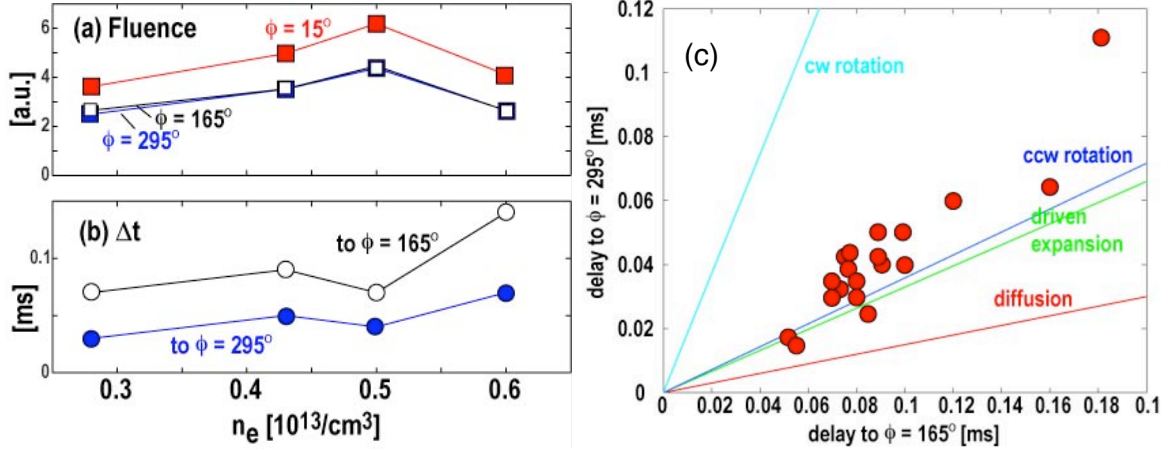 (a) Fluence
ϕ = 15°
ϕ = 165°
ϕ = 295°
[a.u.]
6
4
2
0
(b) Δt
to ϕ = 165°
to ϕ = 295°
[ms]
0.1
0
0.3 0.4 0.5 0.6
nₑ [10¹³/cm³]
(c)
cw rotation
ccw rotation
driven
expansion
diffusion
delay to ϕ = 295° [ms]
0.12
0.1
0.08
0.06
0.04
0.02
0
0 0.02 0.04 0.06 0.08 0.1 0.12 0.14 0.16 0.18 0.1
delay to ϕ = 165° [ms]